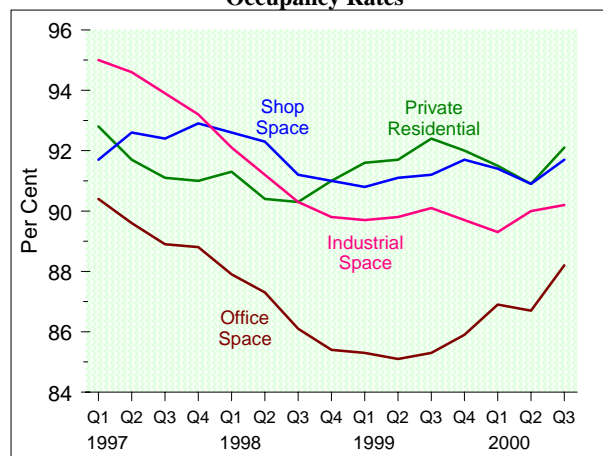 Occupancy Rates
96
94
92
90
88
86
84
Per Cent
Shop
Space
Private
Residential
Industrial
Space
Office
Space
Q1 Q2 Q3 Q4 Q1 Q2 Q3 Q4 Q1 Q2 Q3 Q4 Q1 Q2 Q3
1997 1998 1999 2000